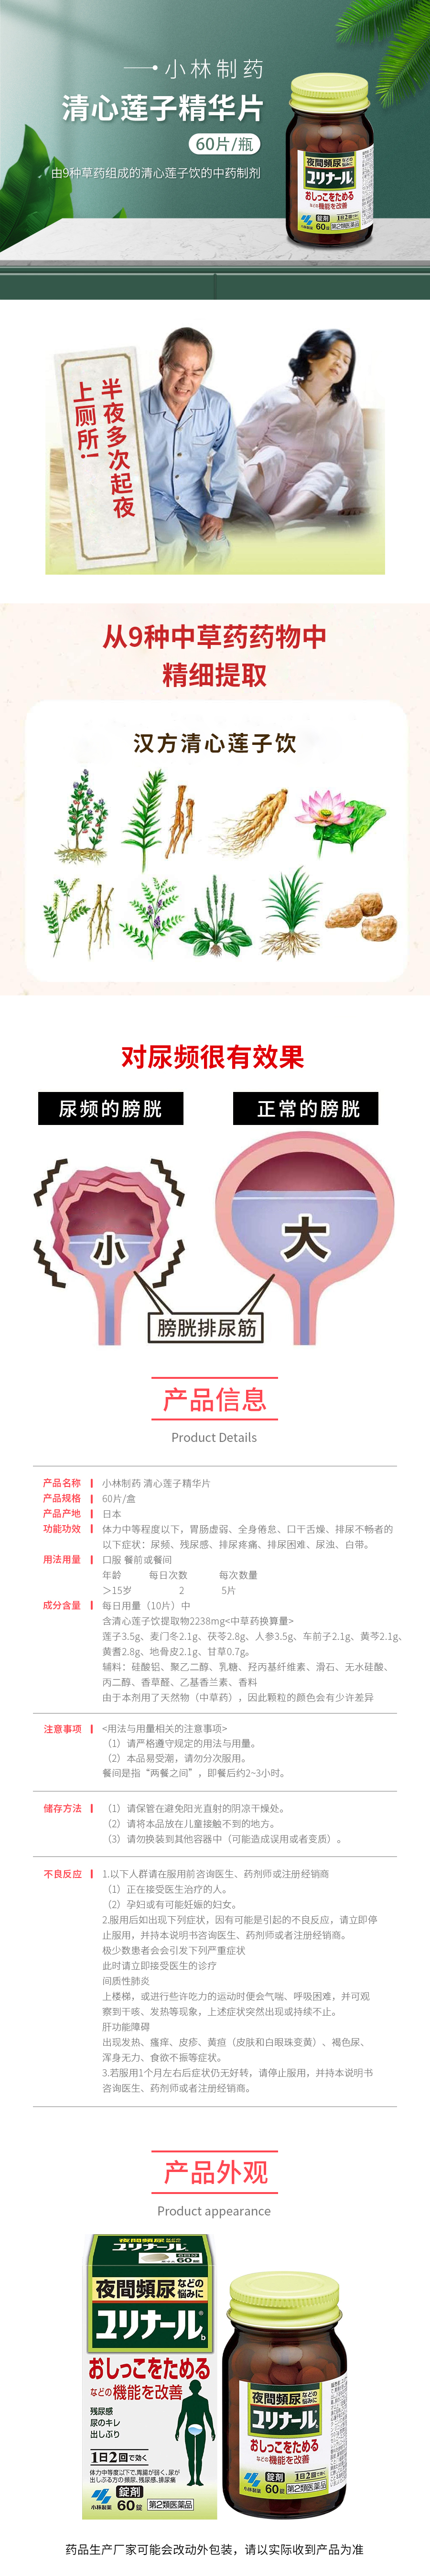 小林制药
清心莲子精华片
60片/瓶
由9种草药组成的清心莲子饮的中药制剂
夜間頻尿などの悩みに
ユリナール
おしっこをためる
などの機能を改善
錠剤
1日2回で効く
小林製薬
60錠
第2類医薬品
半夜多次起夜
上厕所!
从9种中草药药物中
精细提取
汉方清心莲子饮
对尿频很有效果
尿频的膀胱
正常的膀胱
小
大
膀胱排尿筋
产品信息
Product Details
产品名称 小林制药 清心莲子精华片
产品规格 60片/盒
产品产地 日本
功能功效 体力中等程度以下，胃肠虚弱、全身倦怠、口干舌燥、排尿不畅者的
以下症状：尿频、残尿感、排尿疼痛、排尿困难、尿浊、白带。
用法用量 口服 餐前或餐间
年龄 每日次数 每次数量
＞15岁 2 5片
成分含量 每日用量（10片）中
含清心莲子饮提取物2238mg<中草药换算量>
莲子3.5g、麦门冬2.1g、茯苓2.8g、人参3.5g、车前子2.1g、黄芩2.1g、
黄耆2.8g、地骨皮2.1g、甘草0.7g。
辅料：硅酸铝、聚乙二醇、乳糖、羟丙基纤维素、滑石、无水硅酸、
丙二醇、香草醛、乙基香兰素、香料
由于本剂用了天然物（中草药），因此颗粒的颜色会有少许差异
注意事项 <用法与用量相关的注意事项>
（1）请严格遵守规定的用法与用量。
（2）本品易受潮，请勿分次服用。
餐间是指“两餐之间”，即餐后约2~3小时。
储存方法 （1）请保管在避免阳光直射的阴凉干燥处。
（2）请将本品放在儿童接触不到的地方。
（3）请勿换装到其他容器中（可能造成误用或者变质）。
不良反应 1.以下人群请在服用前咨询医生、药剂师或注册经销商
（1）正在接受医生治疗的人。
（2）孕妇或有可能妊娠的妇女。
2.服用后如出现下列症状，因有可能是引起的不良反应，请立即停
止服用，并持本说明书咨询医生、药剂师或者注册经销商。
极少数患者会会引发下列严重症状
此时请立即接受医生的诊疗
间质性肺炎
上楼梯，或进行些许吃力的运动时便会气喘、呼吸困难，并可观
察到干咳、发热等现象，上述症状突然出现或持续不止。
肝功能障碍
出现发热、瘙痒、皮疹、黄疸（皮肤和白眼珠变黄）、褐色尿、
浑身无力、食欲不振等症状。
3.若服用1个月左右后症状仍无好转，请停止服用，并持本说明书
咨询医生、药剂师或者注册经销商。
产品外观
Product appearance
ユリナール
60錠
夜間頻尿などの悩みに
ユリナールb
おしっこをためる
などの機能を改善
残尿感
尿のキレ
出しぶり
1日2回で効く
体力中等度以下で、胃腸が弱く、尿が
出しぶる方の頻尿、残尿感、排尿痛
小林製薬
錠剤
60錠
第2類医薬品
夜間頻尿などの悩みに
ユリナール
おしっこをためる
などの機能を改善
錠剤
1日2回で効く
小林製薬
60錠
第2類医薬品
药品生产厂家可能会改动外包装，请以实际收到产品为准